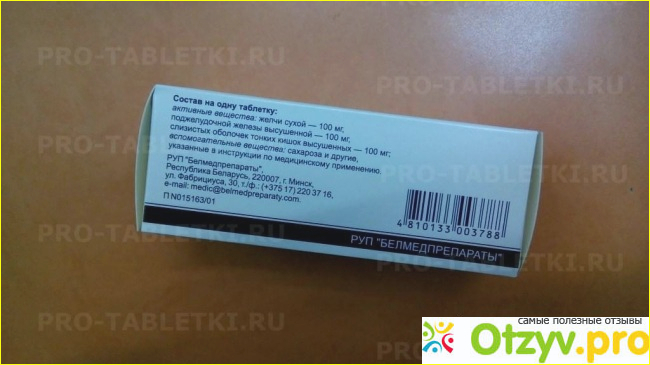 PRO-TABLETKI.RU
PRO-TABLETKI.RU
Состав на одну таблетку:
активные вещества: желчи сухой — 100 мг,
поджелудочной железы высушенной — 100 мг,
слизистых оболочек тонких кишок высушенных — 100 мг;
вспомогательные вещества: сахароза и другие,
указанные в инструкции по медицинскому применению.
РУП "Белмедпрепараты",
Республика Беларусь, 220007, г. Минск,
ул. Фабрициуса, 30, т./ф.: (+375 17) 220 37 16,
e-mail: medic@belmedpreparaty.com.
П N015163/01
4 810133 003788
РУП "БЕЛМЕДПРЕПАРАТЫ"
PRO-TABLETKI.RU
PRO-TABLETKI.RU
самые полезные отзывы
Otzyv.pro